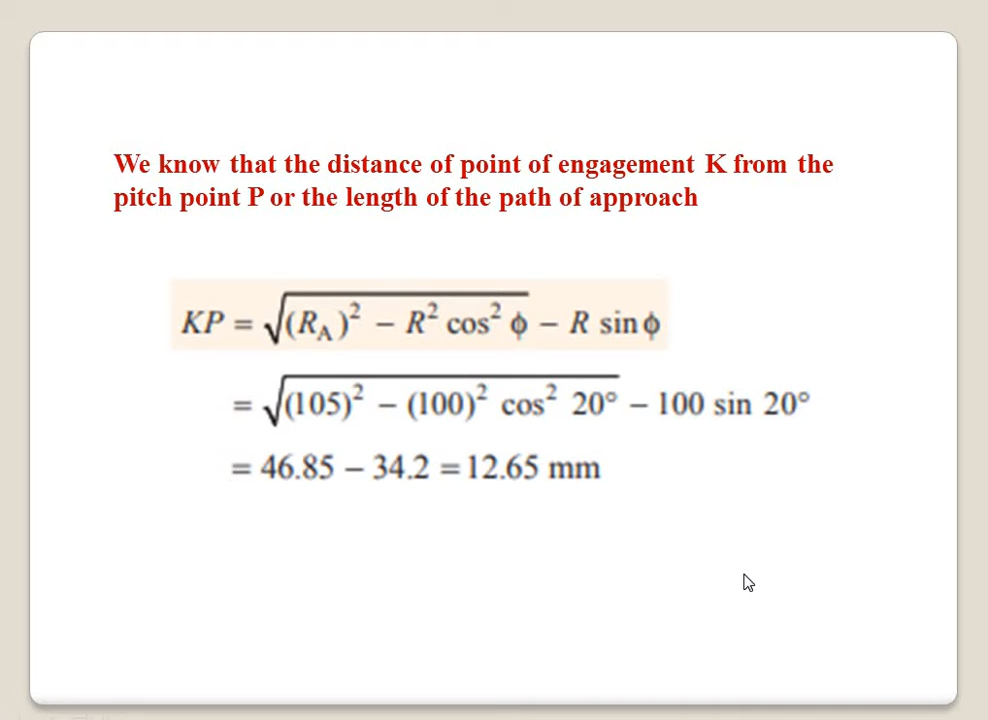 We know that the distance of point of engagement K from the
pitch point P or the length of the path of approach
KP = √(R_A)² − R² cos² ϕ − R sin ϕ
= √(105)² − (100)² cos² 20° − 100 sin 20°
= 46.85 − 34.2 = 12.65 mm